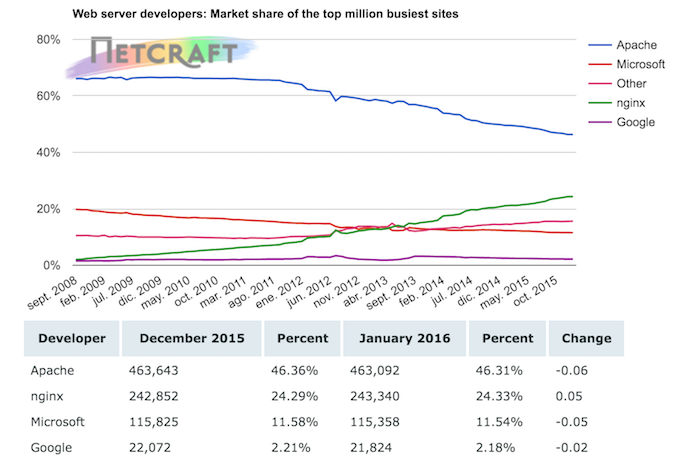 Web server developers: Market share of the top million busiest sites
NETCRAFT
80%
60%
40%
20%
0%
Apache
Microsoft
Other
nginx
Google
sept. 2008
feb. 2009
jul. 2009
dic. 2009
may. 2010
oct. 2010
mar. 2011
ago. 2011
ene. 2012
jun. 2012
nov. 2012
abr. 2013
sept. 2013
feb. 2014
jul. 2014
dic. 2014
may. 2015
oct. 2015
Developer December 2015 Percent January 2016 Percent Change
Apache 463,643 46.36% 463,092 46.31% -0.06
nginx 242,852 24.29% 243,340 24.33% 0.05
Microsoft 115,825 11.58% 115,358 11.54% -0.05
Google 22,072 2.21% 21,824 2.18% -0.02